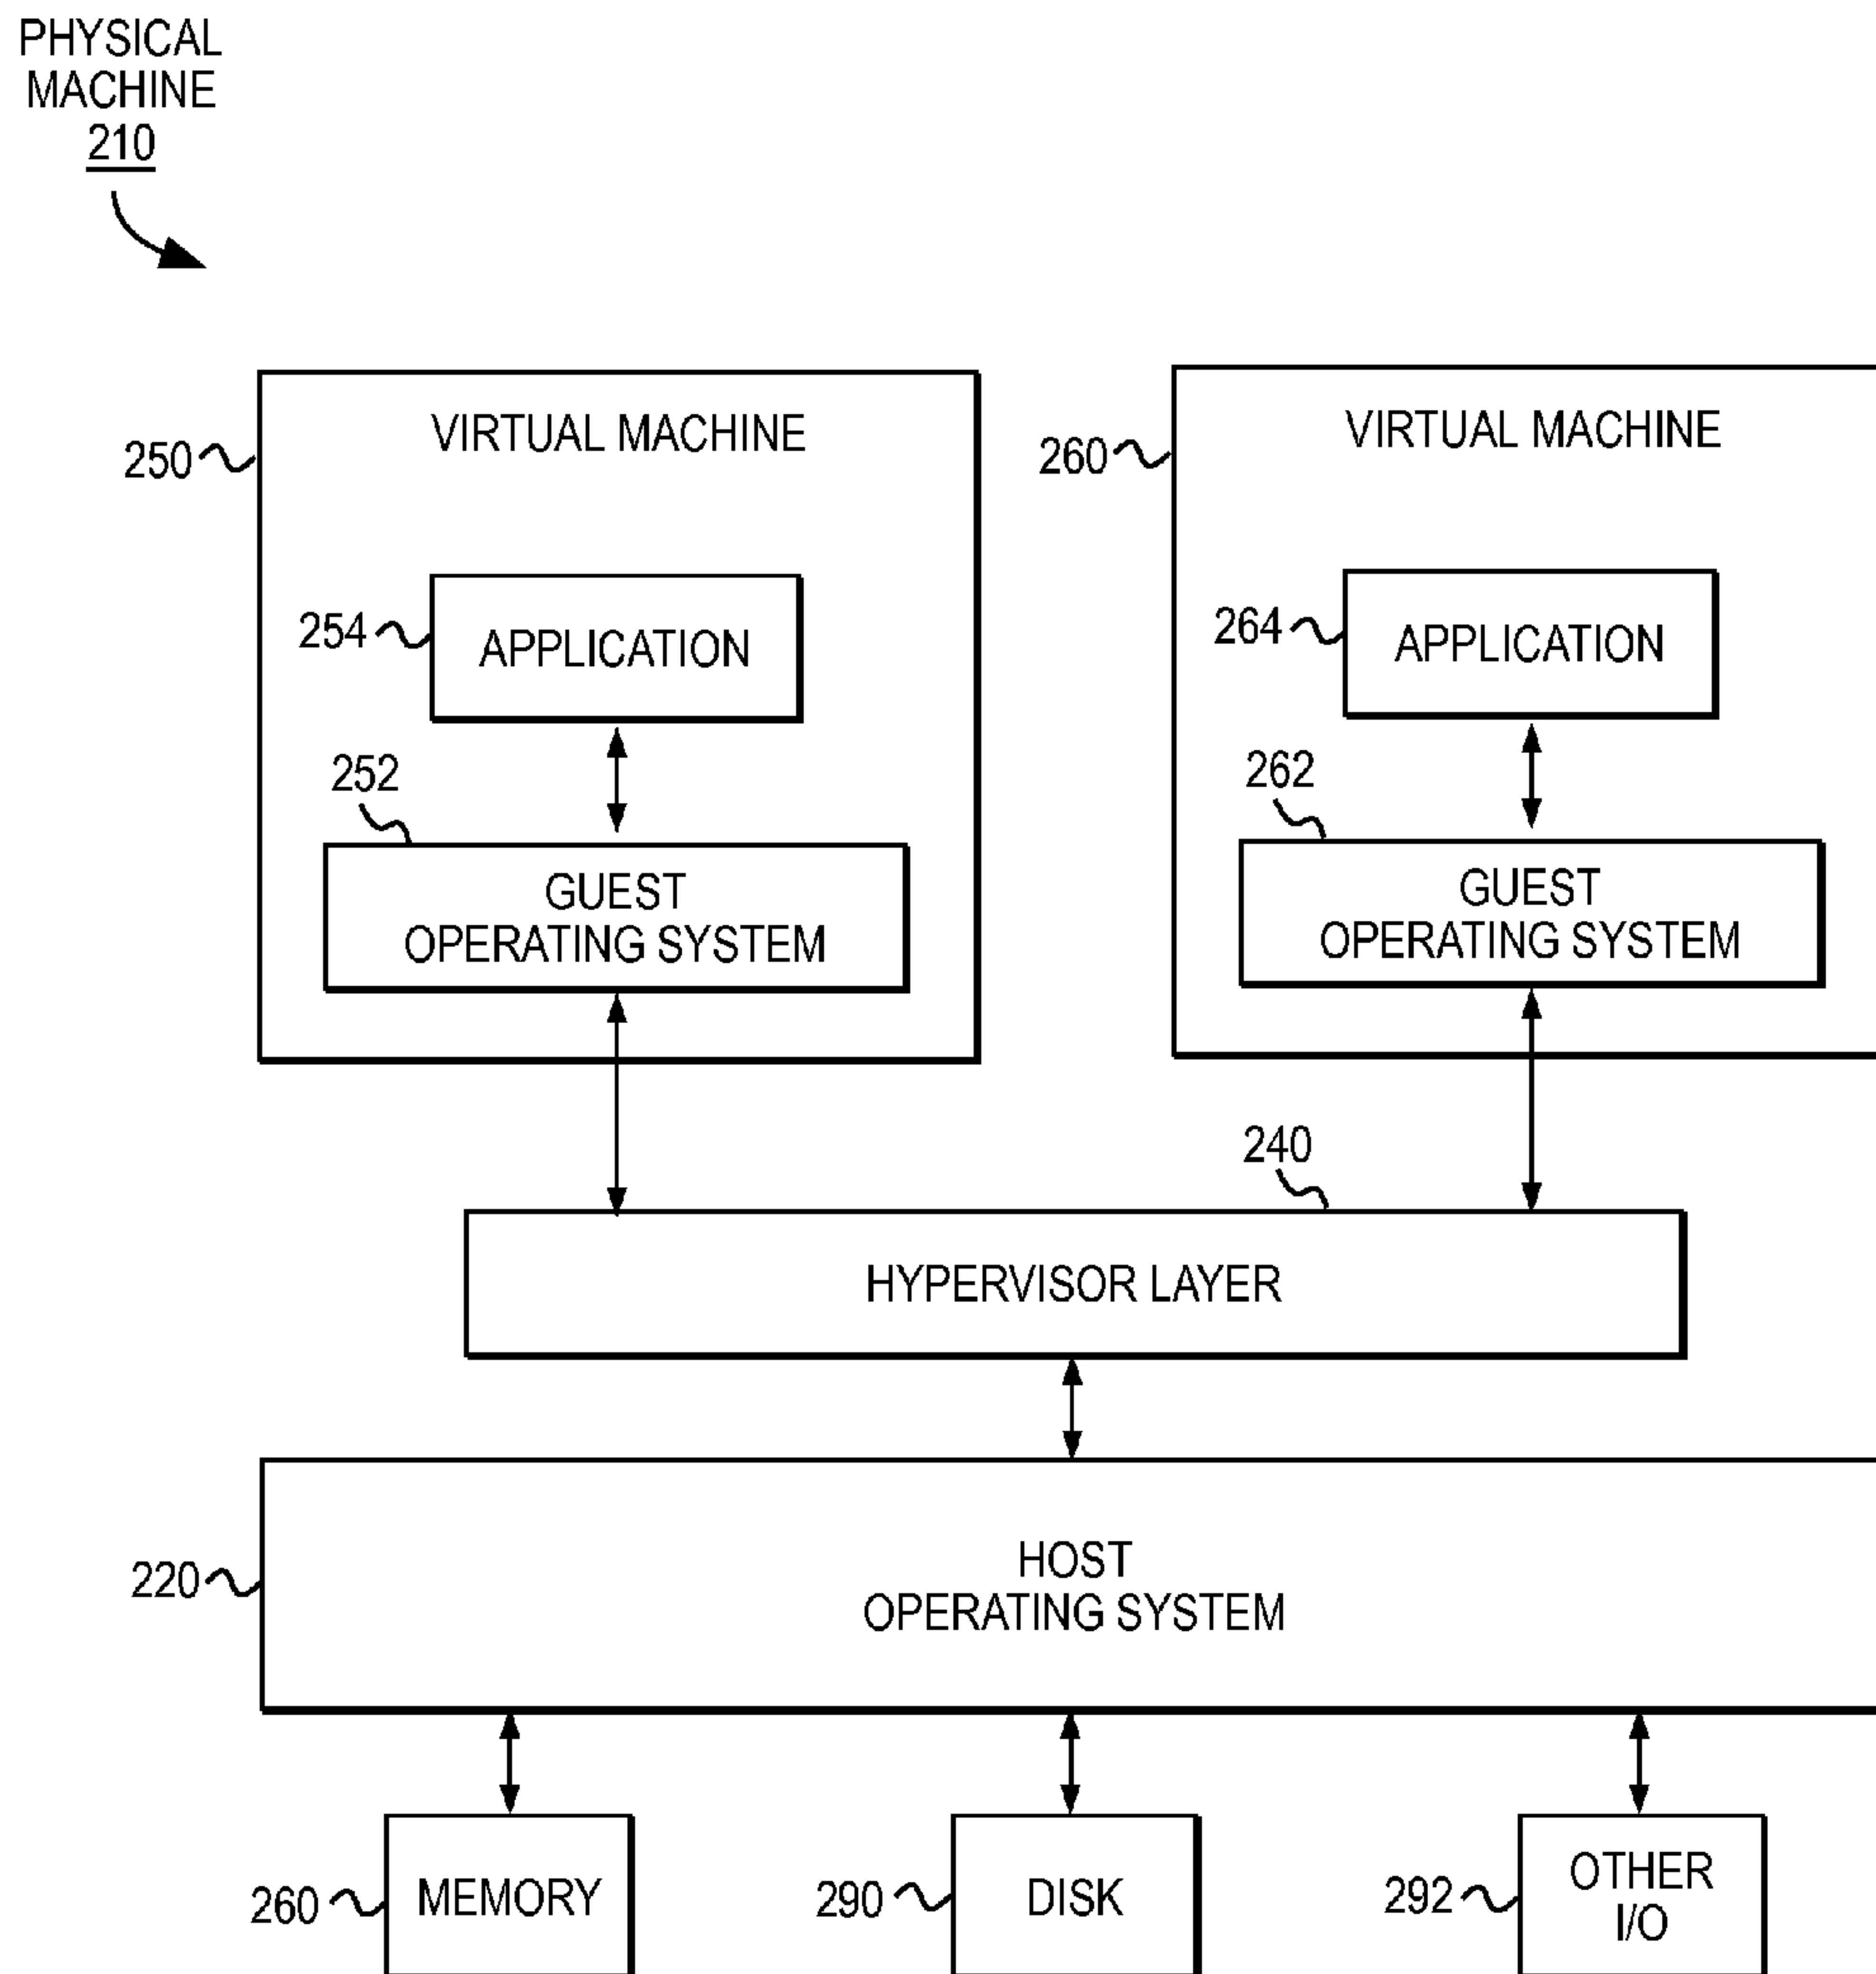 PHYSICAL
MACHINE
210
VIRTUAL MACHINE
250
VIRTUAL MACHINE
260
254
APPLICATION
264
APPLICATION
252
262
GUEST
OPERATING SYSTEM
GUEST
OPERATING SYSTEM
240
HYPERVISOR LAYER
220
HOST
OPERATING SYSTEM
260
MEMORY
290
DISK
292
OTHER
I/O